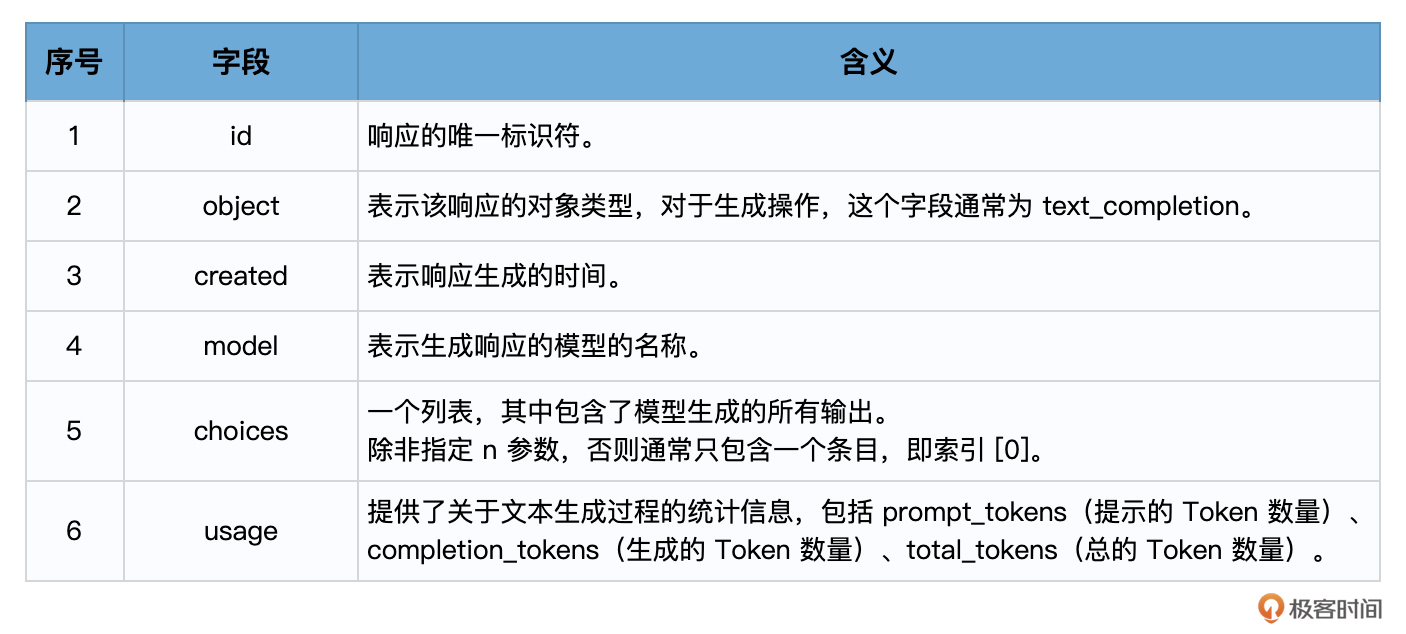 序号 字段 含义
1 id 响应的唯一标识符。
2 object 表示该响应的对象类型，对于生成操作，这个字段通常为 text_completion。
3 created 表示响应生成的时间。
4 model 表示生成响应的模型的名称。
5 choices 一个列表，其中包含了模型生成的所有输出。
除非指定 n 参数，否则通常只包含一个条目，即索引 [0]。
6 usage 提供了关于文本生成过程的统计信息，包括 prompt_tokens（提示的 Token 数量）、
completion_tokens（生成的 Token 数量）、total_tokens（总的 Token 数量）。
极客时间